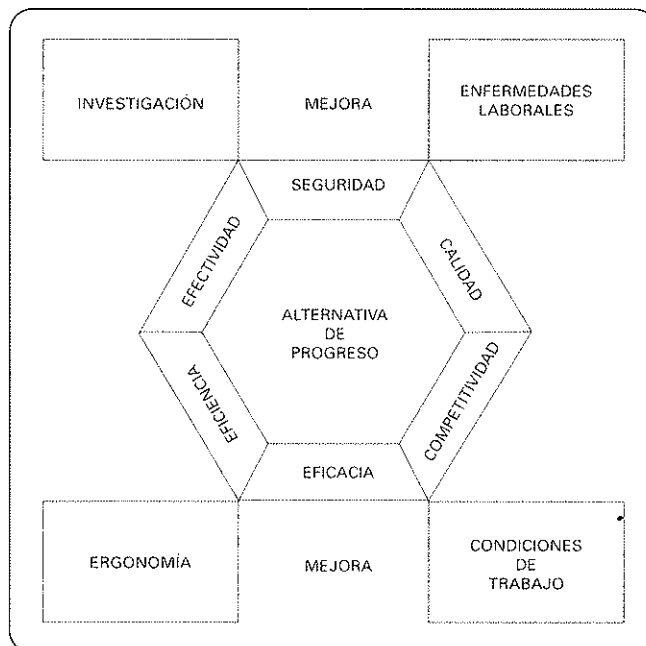 INVESTIGACIÓN
MEJORA
ENFERMEDADES
LABORALES
SEGURIDAD
EFECTIVIDAD
CALIDAD
ALTERNATIVA
DE
PROGRESO
EFICIENCIA
COMPETITIVIDAD
EFICACIA
ERGONOMÍA
MEJORA
CONDICIONES
DE
TRABAJO